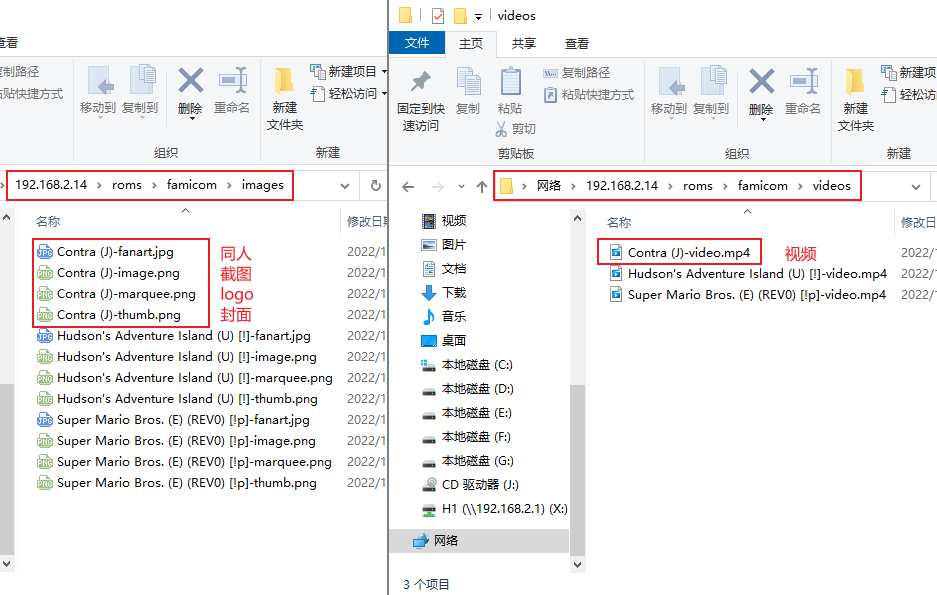 查看
复制路径
粘贴快捷方式
移动到
复制到
删除
重命名
新建
文件夹
新建项目
轻松访问
组织
新建
192.168.2.14 > roms > famicom > images
名称
修改日期
Contra (J)-fanart.jpg 同人 2022/1
Contra (J)-image.png 截图 2022/1
Contra (J)-marquee.png logo 2022/1
Contra (J)-thumb.png 封面 2022/1
Hudson's Adventure Island (U) [!]-fanart.jpg 2022/1
Hudson's Adventure Island (U) [!]-image.png 2022/1
Hudson's Adventure Island (U) [!]-marquee.png 2022/1
Hudson's Adventure Island (U) [!]-thumb.png 2022/1
Super Mario Bros. (E) (REV0) [!p]-fanart.jpg 2022/1
Super Mario Bros. (E) (REV0) [!p]-image.png 2022/1
Super Mario Bros. (E) (REV0) [!p]-marquee.png 2022/1
Super Mario Bros. (E) (REV0) [!p]-thumb.png 2022/1
videos
文件 主页 共享 查看
固定到快
速访问
复制
粘贴
复制路径
粘贴快捷方式
剪切
剪贴板
移动到
复制到
删除
重命名
组织
新建
文件夹
新建项
轻松访
新建
网络 > 192.168.2.14 > roms > famicom > videos
视频
图片
文档
下载
音乐
桌面
本地磁盘 (C:)
本地磁盘 (D:)
本地磁盘 (E:)
本地磁盘 (F:)
本地磁盘 (G:)
CD 驱动器 (J:)
H1 (\\192.168.2.1) (X:)
网络
名称
修改日
Contra (J)-video.mp4 视频 2022/1
Hudson's Adventure Island (U) [!]-video.mp4 2022/1
Super Mario Bros. (E) (REV0) [!p]-video.mp4 2022/1
3 个项目